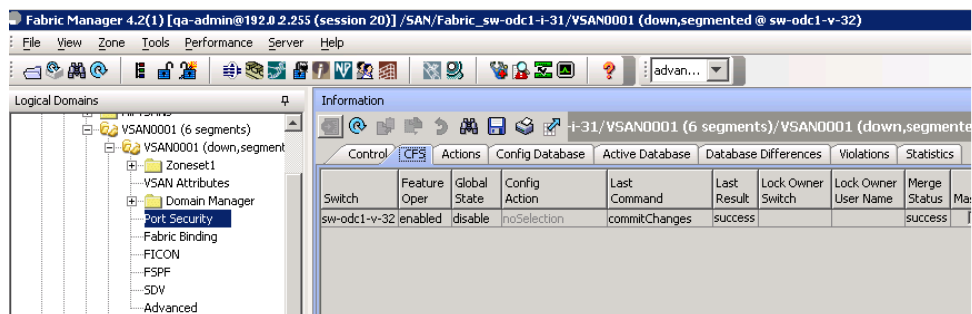 Fabric Manager 4.2(1) [qa-admin@192.0.2.255 (session 20)] /SAN/Fabric_sw-odc1-i-31/VSAN0001 (down,segmented @ sw-odc1-v-32)
File View Zone Tools Performance Server Help
advan...
Logical Domains
Information
VSAN0001 (6 segments)
VSAN0001 (down,segment
Zoneset1
VSAN Attributes
Domain Manager
Port Security
Fabric Binding
FICON
FSPF
SDV
Advanced
-i-31/VSAN0001 (6 segments)/VSAN0001 (down,segmente
Control CFS Actions Config Database Active Database Database Differences Violations Statistics
Switch Feature Oper Global State Config Action Last Command Last Result Lock Owner Switch Lock Owner User Name Merge Status Mas
sw-odc1-v-32 enabled disable noSelection commitChanges success success